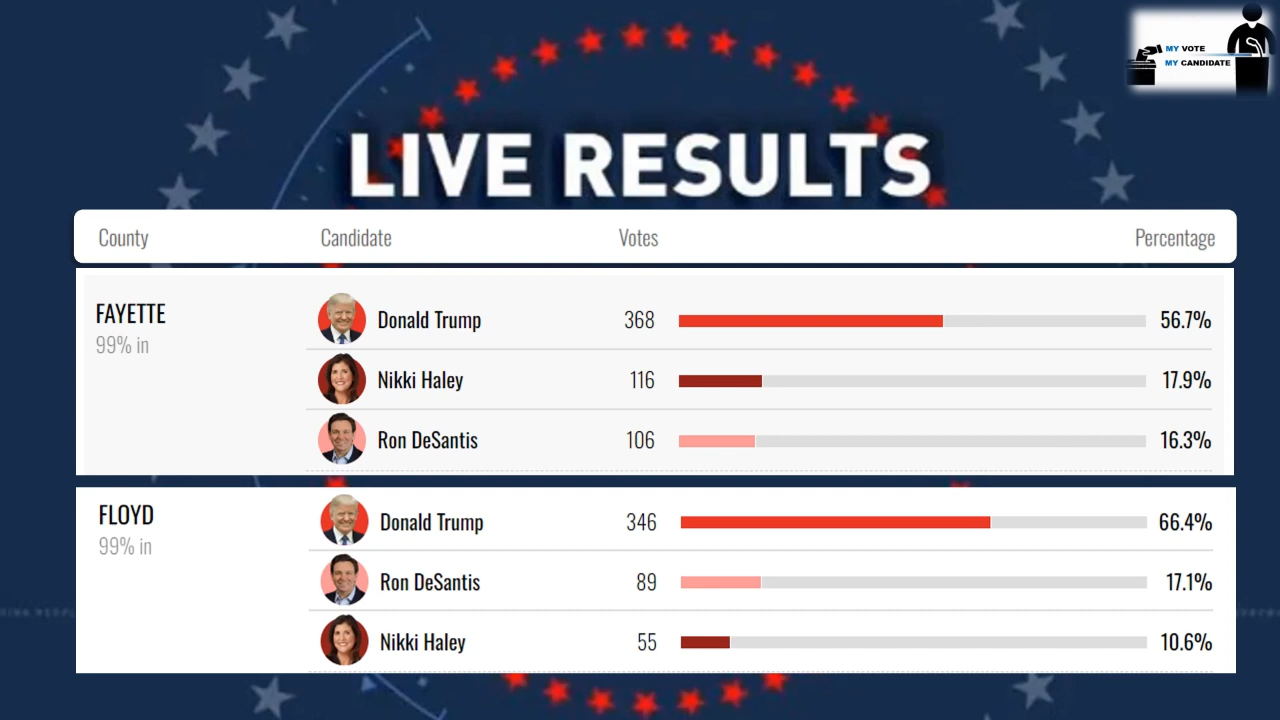 MY VOTE
MY CANDIDATE
LIVE RESULTS
County Candidate Votes Percentage
FAYETTE
99% in
Donald Trump 368 56.7%
Nikki Haley 116 17.9%
Ron DeSantis 106 16.3%
FLOYD
99% in
Donald Trump 346 66.4%
Ron DeSantis 89 17.1%
Nikki Haley 55 10.6%